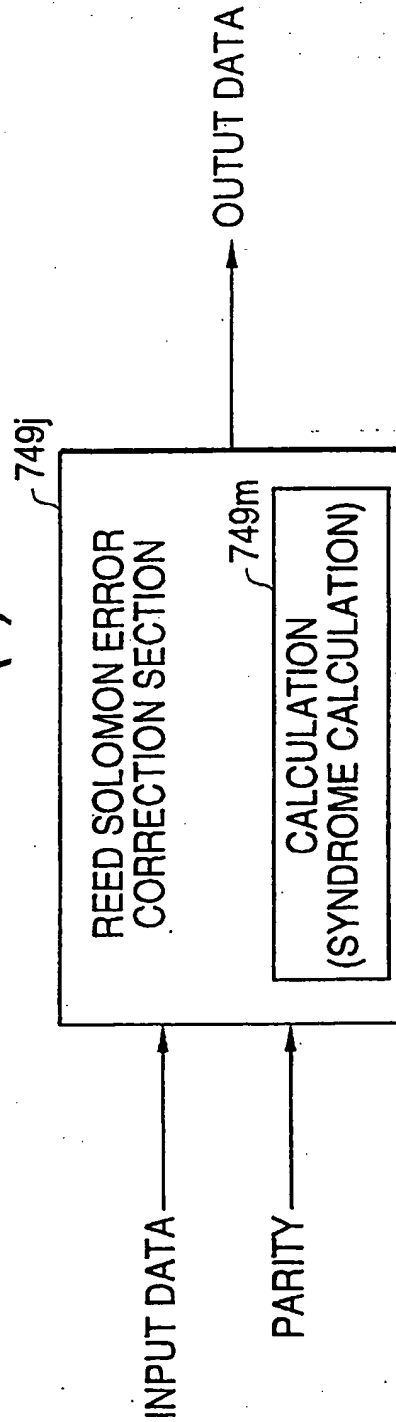 749j
REED SOLOMON ERROR
CORRECTION SECTION
749m
CALCULATION
(SYNDROME CALCULATION)
INPUT DATA
PARITY
OUTUT DATA